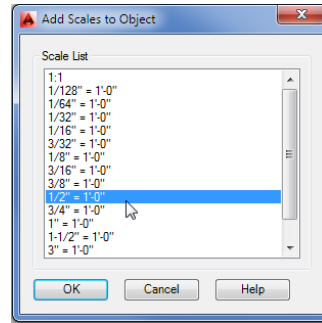 Add Scales to Object
Scale List
1:1
1/128" = 1'-0"
1/64" = 1'-0"
1/32" = 1'-0"
1/16" = 1'-0"
3/32" = 1'-0"
1/8" = 1'-0"
3/16" = 1'-0"
3/8" = 1'-0"
1/2" = 1'-0"
3/4" = 1'-0"
1" = 1'-0"
1-1/2" = 1'-0"
3" = 1'-0"
OK Cancel Help